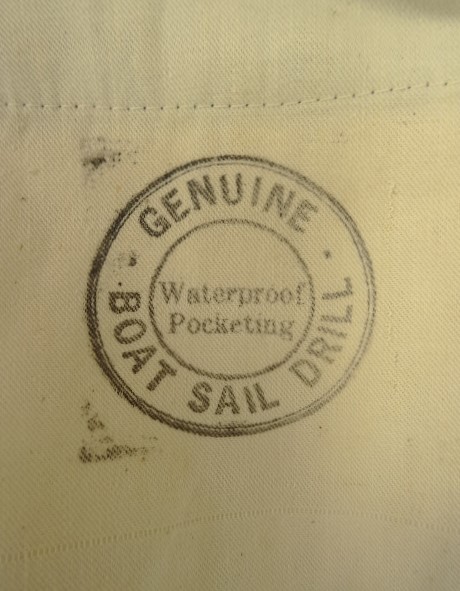 GENUINE
Waterproof
Pocketing
BOAT SAIL DRILL